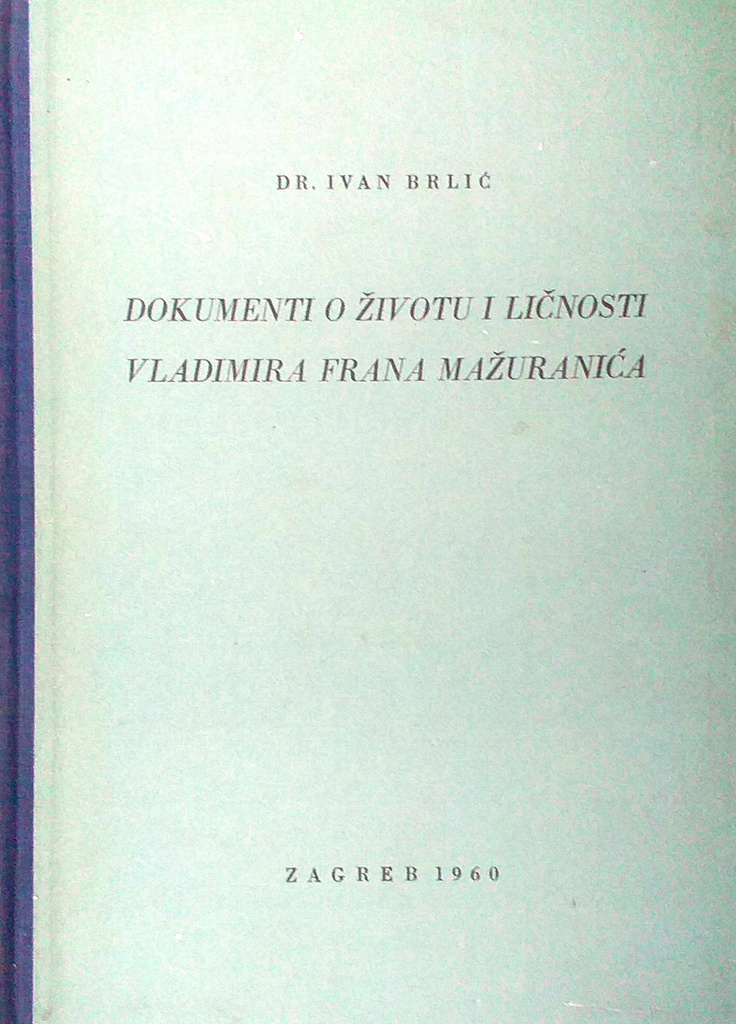 DR. IVAN BRLIĆ
DOKUMENTI O ŽIVOTU I LIČNOSTI
VLADIMIRA FRANA MAŽURANIĆA
ZAGREB 1960